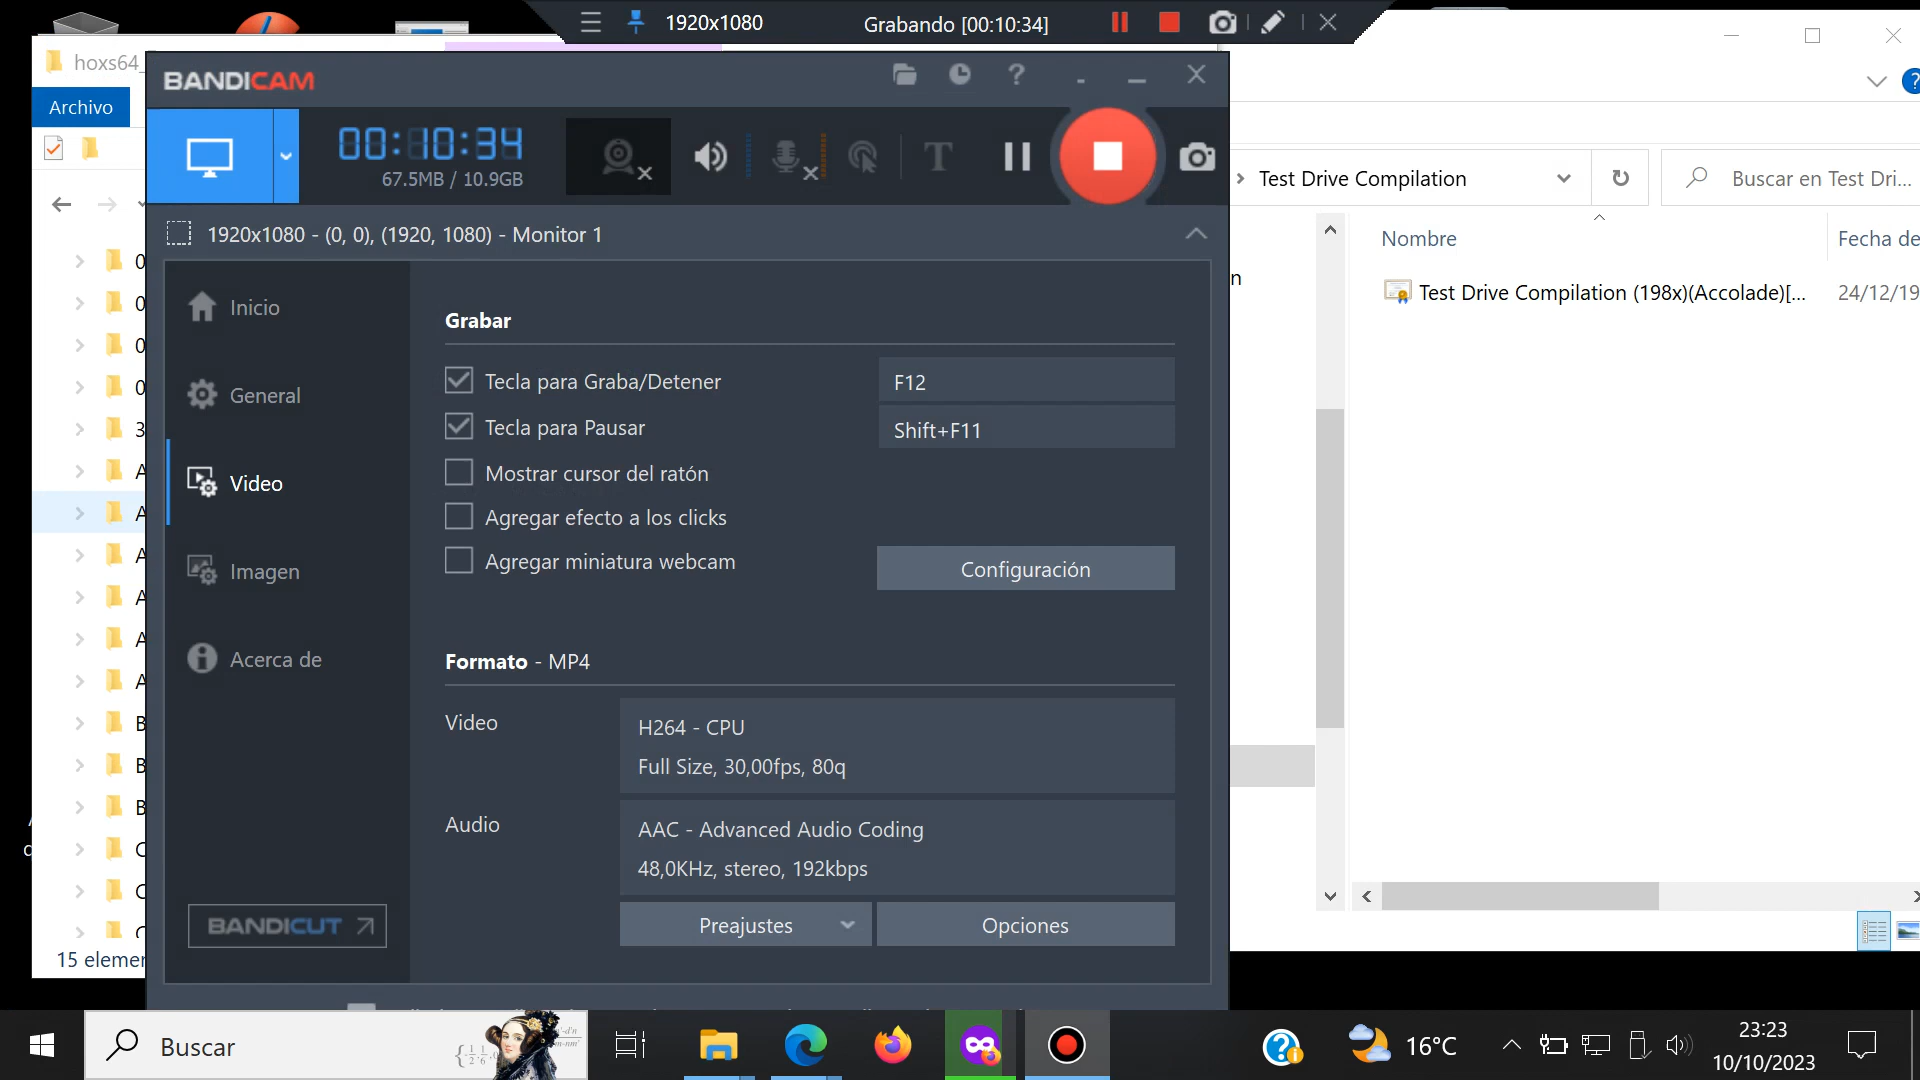 1920x1080
Grabando [00:10:34]
hoxs64_
BANDICAM
Archivo
00:10:34
67.5MB / 10.9GB
Test Drive Compilation
Buscar en Test Dri...
1920x1080 - (0, 0), (1920, 1080) - Monitor 1
Nombre
Fecha de
Test Drive Compilation (198x)(Accolade)[...
24/12/19
Inicio
General
Video
Imagen
Acerca de
Grabar
Tecla para Graba/Detener
F12
Tecla para Pausar
Shift+F11
Mostrar cursor del ratón
Agregar efecto a los clicks
Agregar miniatura webcam
Configuración
Formato - MP4
Video
H264 - CPU
Full Size, 30,00fps, 80q
Audio
AAC - Advanced Audio Coding
48,0KHz, stereo, 192kbps
Preajustes
Opciones
BANDICUT
15 elemen
Buscar
16°C
23:23
10/10/2023